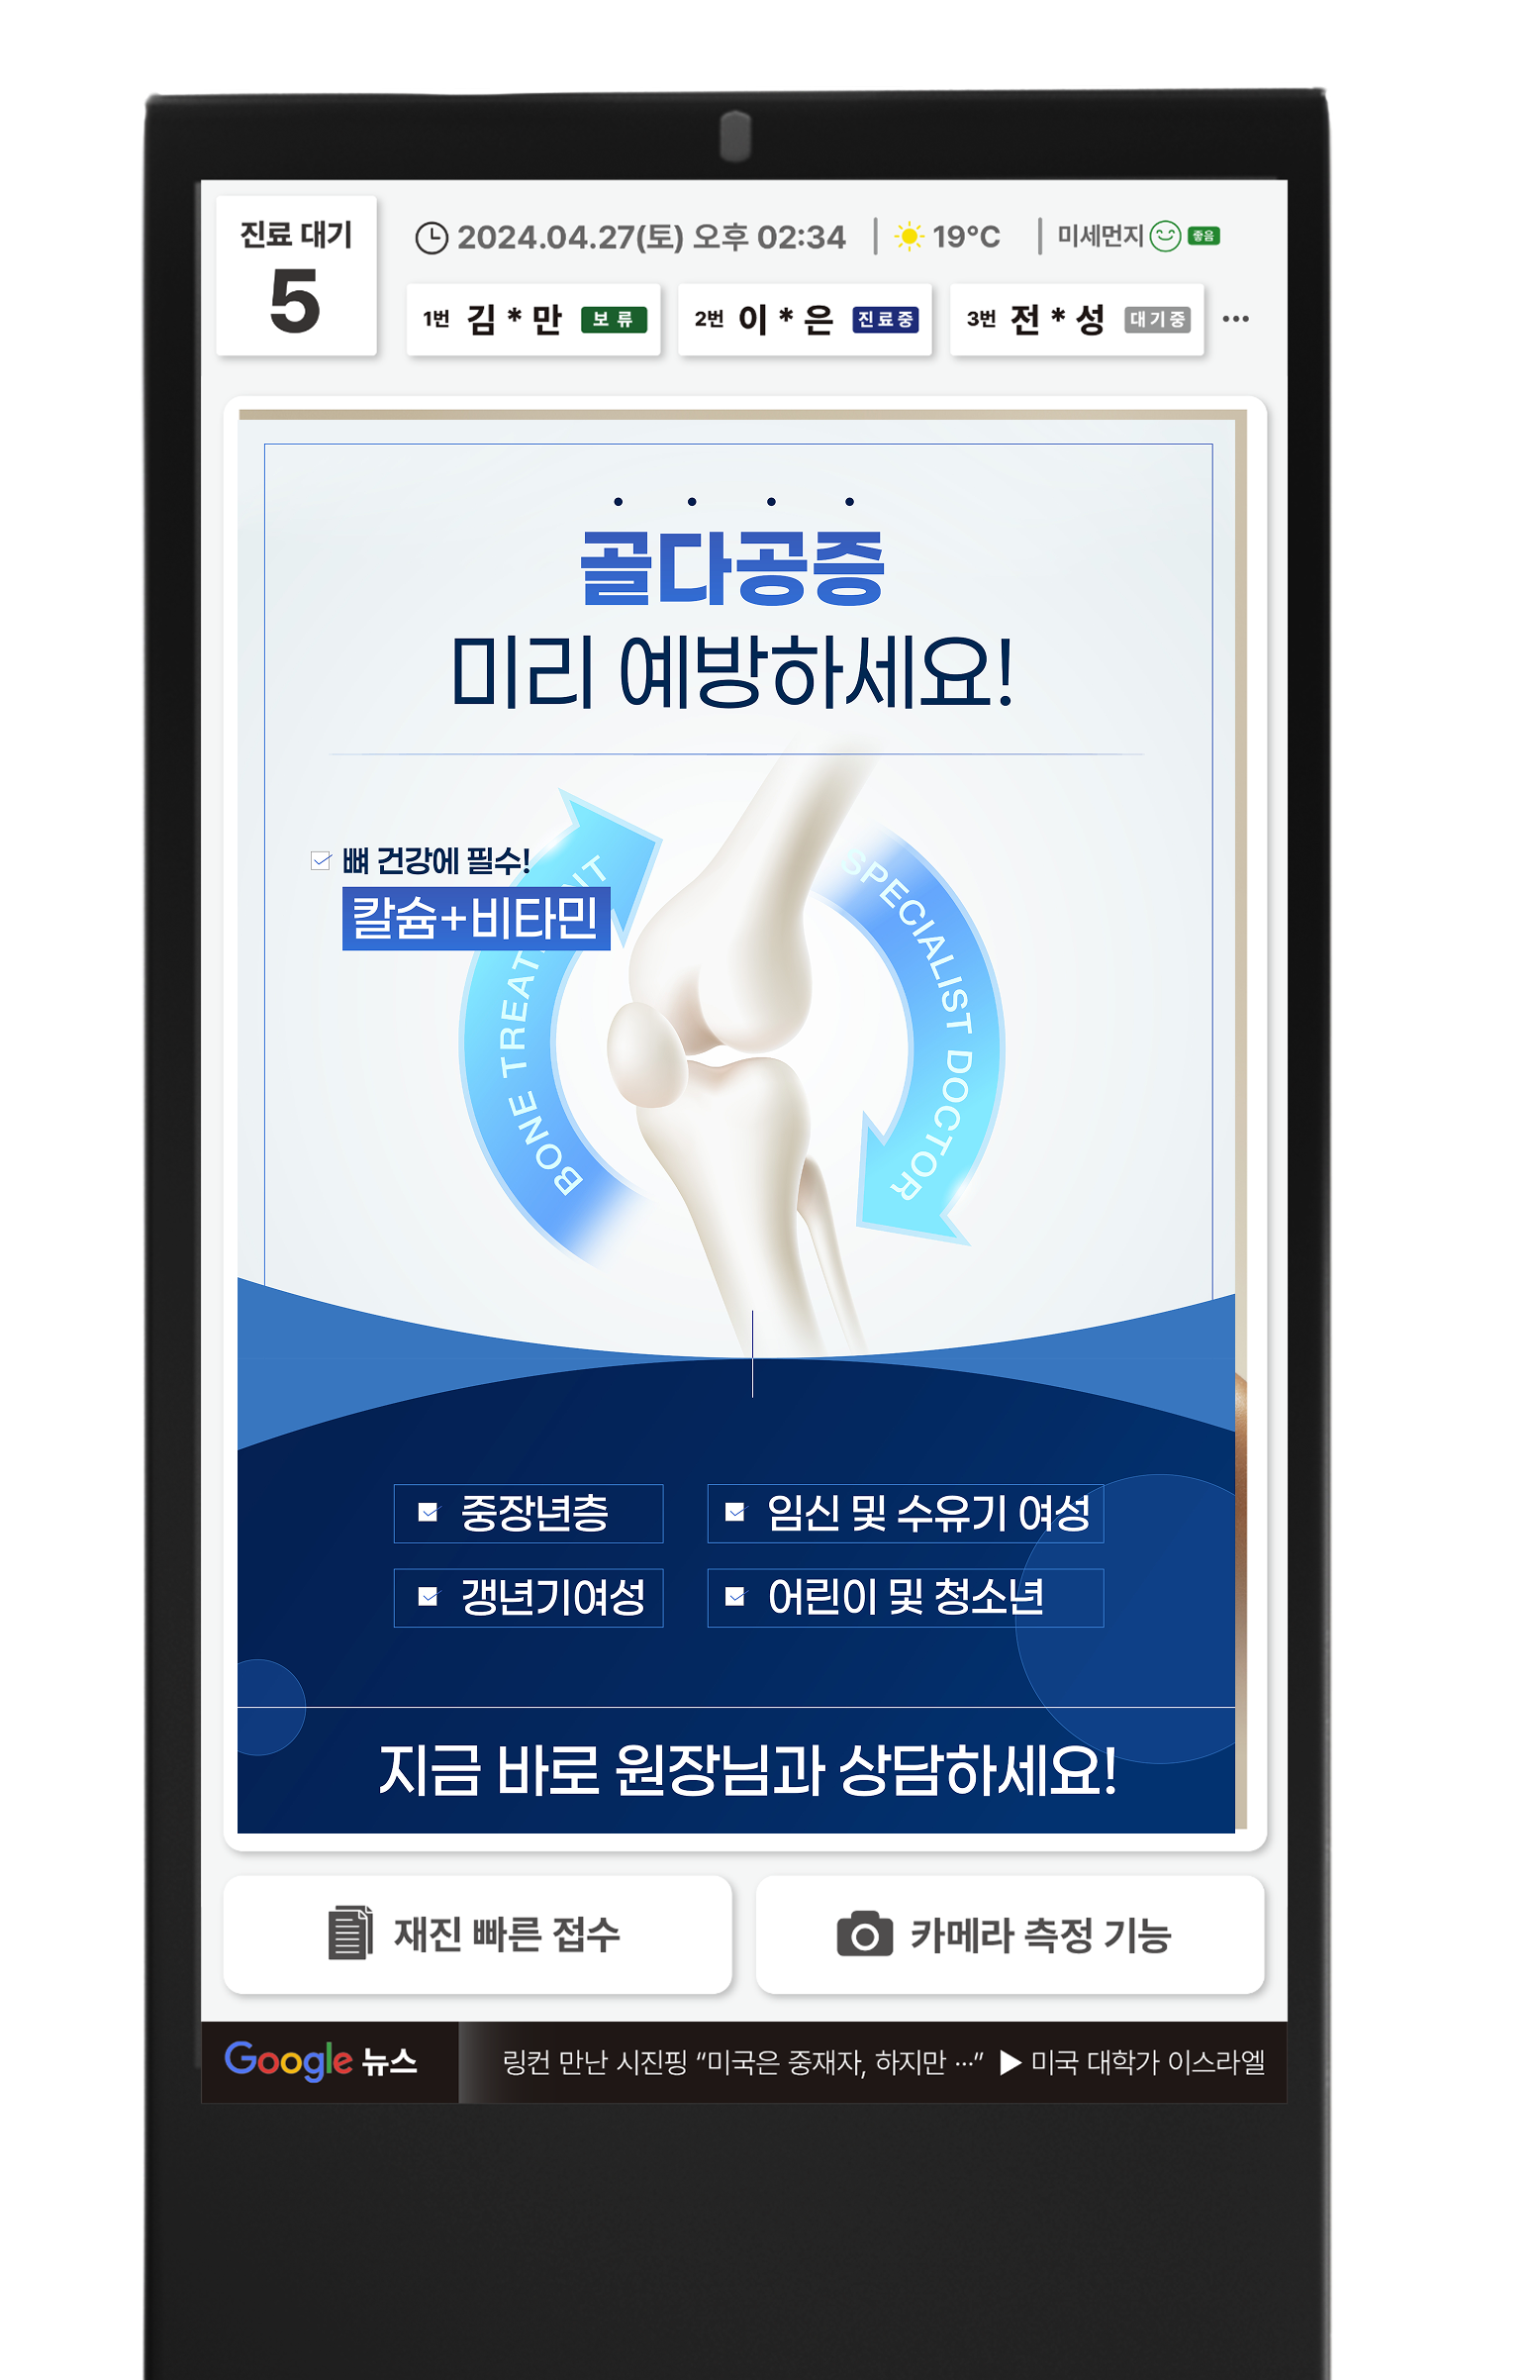 진료 대기
5
2024.04.27(토) 오후 02:34
19°C
미세먼지 좋음
1번 김 * 만 보 류
2번 이 * 은 진 료 중
3번 전 * 성 대 기 중
골다공증
미리 예방하세요!
뼈 건강에 필수!
칼슘+비타민
BONE TREAT NT
SPECIALIST DOCTOR
중장년층
임신 및 수유기 여성
갱년기여성
어린이 및 청소년
지금 바로 원장님과 상담하세요!
재진 빠른 접수
카메라 측정 기능
Google 뉴스
링컨 만난 시진핑 “미국은 중재자, 하지만 ···” ▶ 미국 대학가 이스라엘